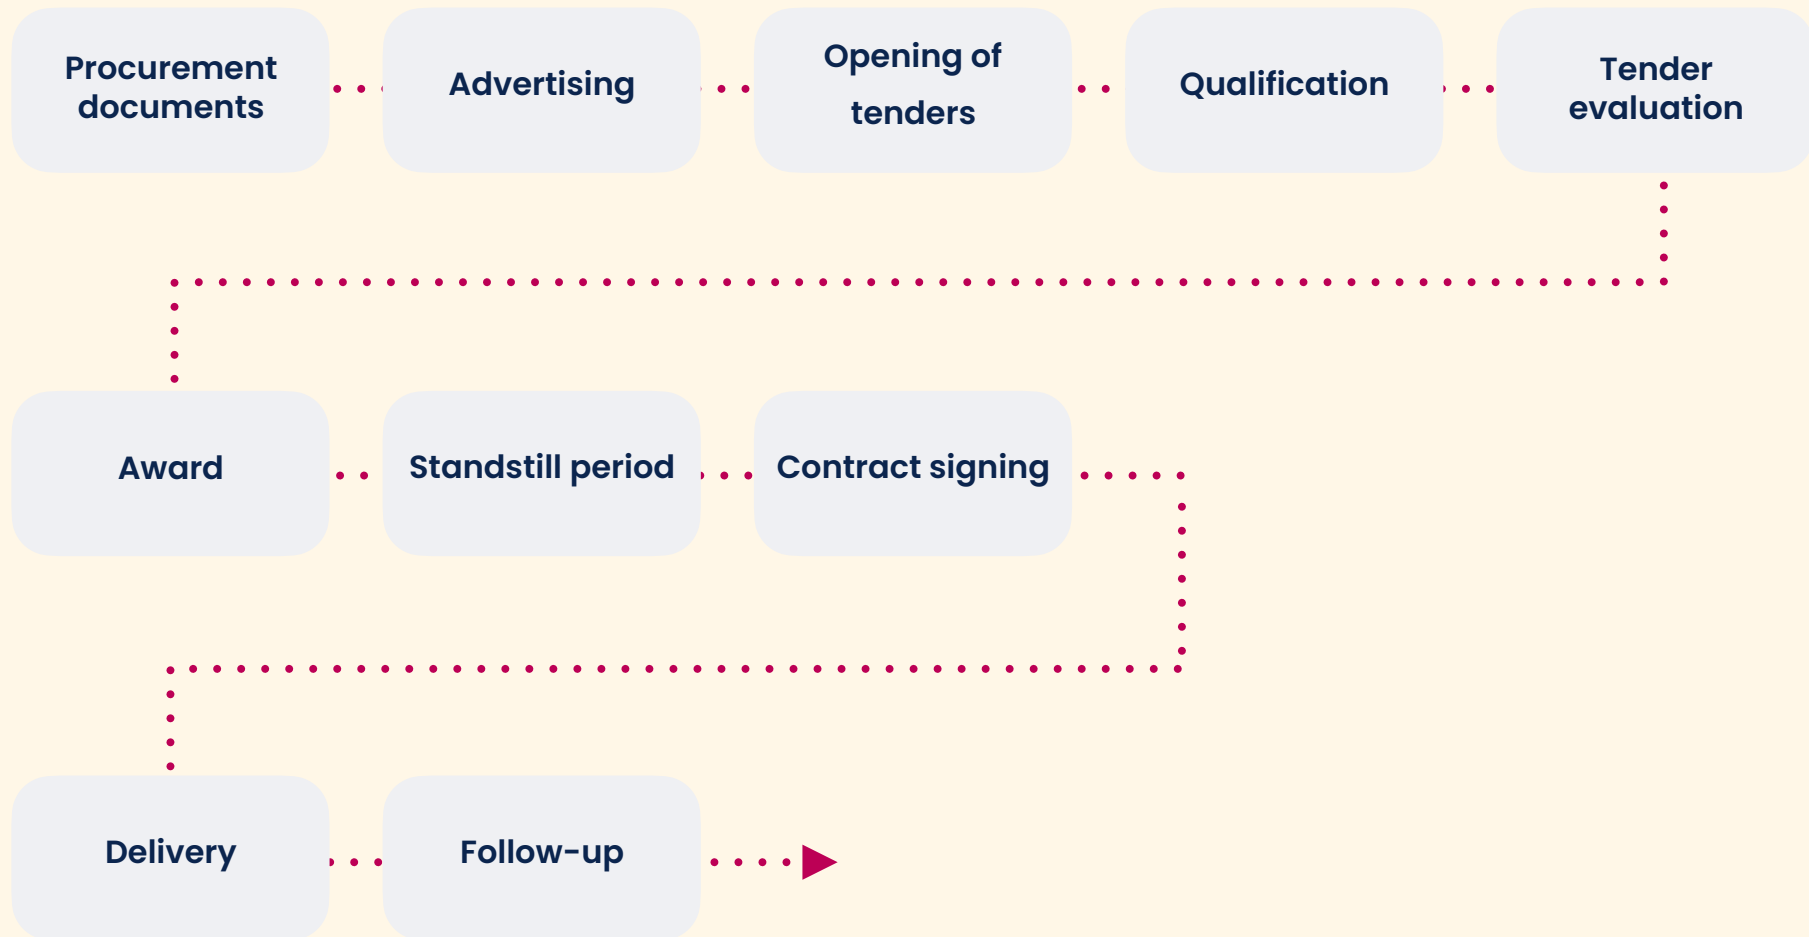 Procurement
documents
Advertising
Opening of
tenders
Qualification
Tender
evaluation
Award
Standstill period
Contract signing
Delivery
Follow-up